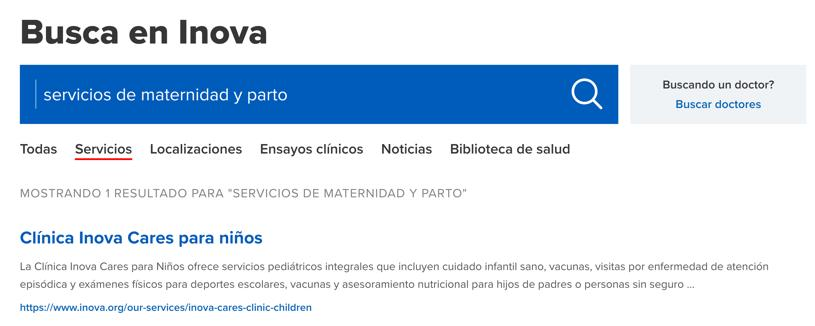 Busca en Inova
servicios de maternidad y parto
Buscando un doctor?
Buscar doctores
Todas Servicios Localizaciones Ensayos clínicos Noticias Biblioteca de salud
MOSTRANDO 1 RESULTADO PARA "SERVICIOS DE MATERNIDAD Y PARTO"
Clínica Inova Cares para niños
La Clínica Inova Cares para Niños ofrece servicios pediátricos integrales que incluyen cuidado infantil sano, vacunas, visitas por enfermedad de atención
episódica y exámenes físicos para deportes escolares, vacunas y asesoramiento nutricional para hijos de padres o personas sin seguro ...
https://www.inova.org/our-services/inova-cares-clinic-children